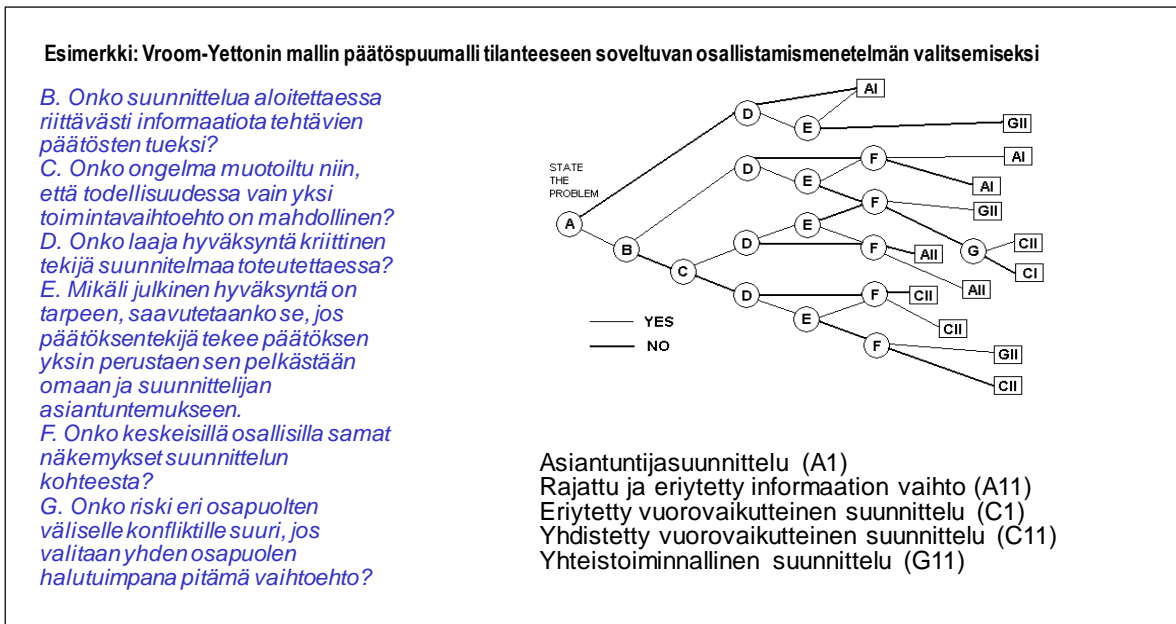 Esimerkki: Vroom-Yettonin mallin päätöspuumalli tilanteeseen soveltuvan osallistamismenetelmän valitsemiseksi
B. Onko suunnittelua aloitettaessa
riittävästi informaatiota tehtävien
päätösten tueksi?
C. Onko ongelma muotoiltu niin,
että todellisuudessa vain yksi
toimintavaihtoehto on mahdollinen?
D. Onko laaja hyväksyntä kriittinen
tekijä suunnitelmaa toteutettaessa?
E. Mikäli julkinen hyväksyntä on
tarpeen, saavutetaanko se, jos
päätöksentekijä tekee päätöksen
yksin perustaen sen pelkästään
omaan ja suunnittelijan
asiantuntemukseen.
F. Onko keskeisillä osallisilla samat
näkemykset suunnittelun
kohteesta?
G. Onko riski eri osapuolten
väliselle konfliktille suuri, jos
valitaan yhden osapuolen
halutuimpana pitämä vaihtoehto?
STATE
THE
PROBLEM
A
B
C
D
E
AI
GII
D
E
F
AI
AI
F
GII
G
CII
CI
E
D
F
AII
AII
D
E
F
CII
CII
F
GII
CII
YES
NO
Asiantuntijasuunnittelu (A1)
Rajattu ja eriytetty informaation vaihto (A11)
Eriytetty vuorovaikutteinen suunnittelu (C1)
Yhdistetty vuorovaikutteinen suunnittelu (C11)
Yhteistoiminnallinen suunnittelu (G11)